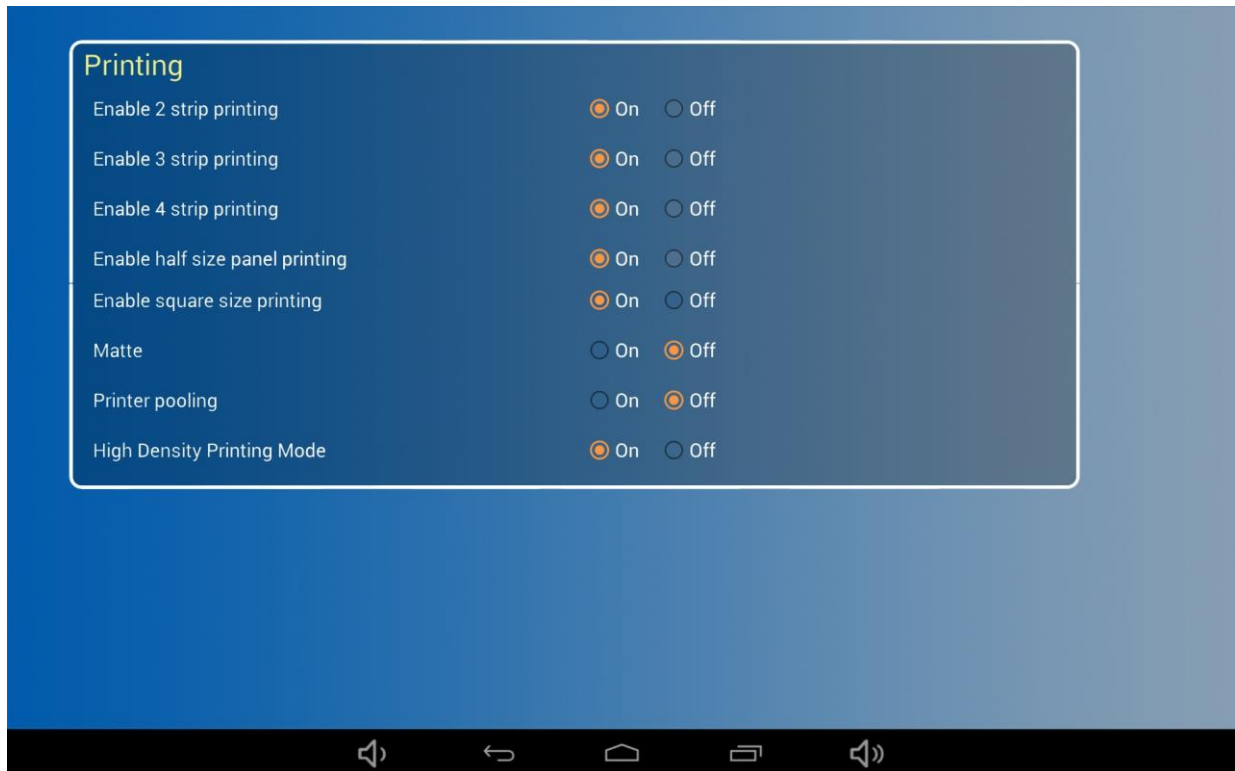 Printing
Enable 2 strip printing On Off
Enable 3 strip printing On Off
Enable 4 strip printing On Off
Enable half size panel printing On Off
Enable square size printing On Off
Matte On Off
Printer pooling On Off
High Density Printing Mode On Off